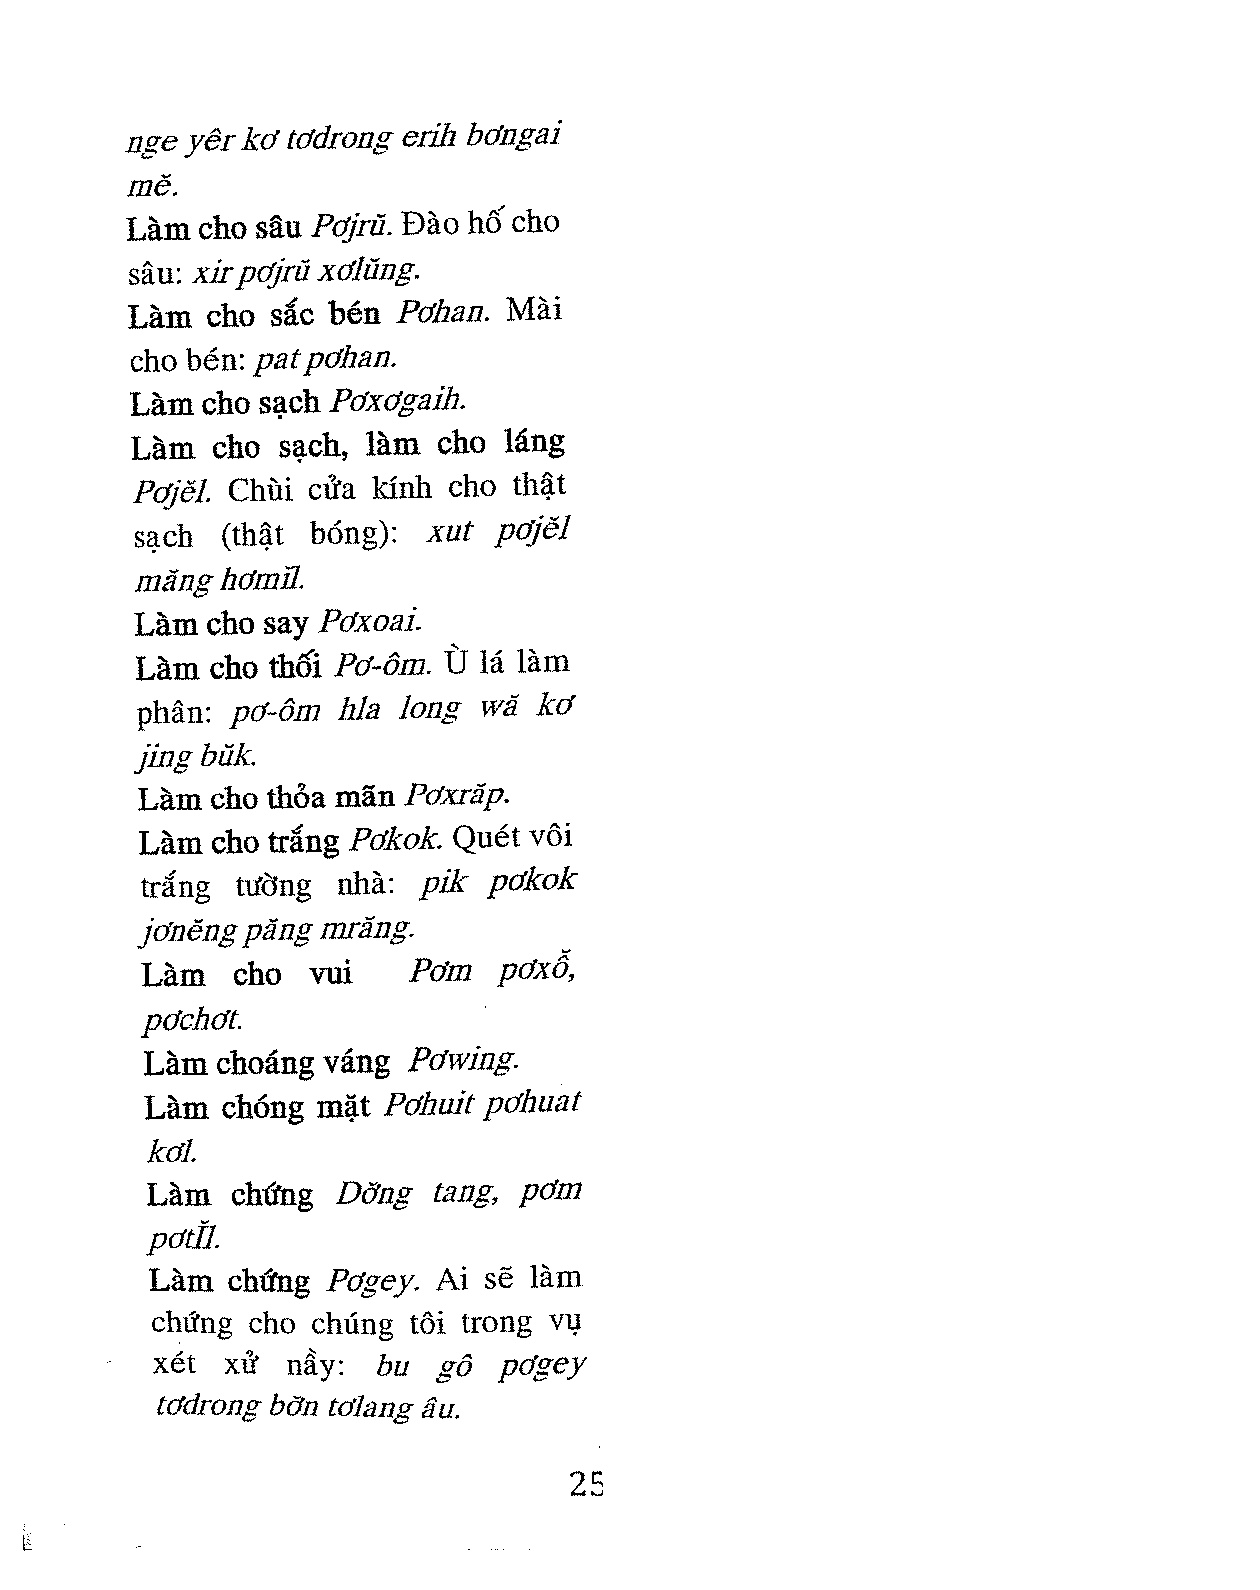 nge yêr kơ tơdrong erih bơngai
mĕ.
Làm cho sâu Pơjrŭ. Đào hố cho
sâu: xir pơjrŭ xơlŭng.
Làm cho sắc bén Pơhan. Mài
cho bén: pat pơhan.
Làm cho sạch Pơxơgaih.
Làm cho sạch, làm cho láng
Pơjĕl. Chùi cửa kính cho thật
sạch (thật bóng): xut pơjĕl
măng hơmĭl.
Làm cho say Pơxoai.
Làm cho thối Pơ-ôm. Ù lá làm
phân: pơ-ôm hla long wă kơ
jing bŭk.
Làm cho thỏa mãn Pơxrăp.
Làm cho trắng Pơkok. Quét vôi
trắng tường nhà: pik pơkok
jơnĕng păng mrăng.
Làm cho vui Pơm pơxô̆,
pơchơt.
Làm choáng váng Pơwing.
Làm chóng mặt Pơhuit pơhuat
kơl.
Làm chứng Dơ̆ng tang, pơm
pơtĬl.
Làm chứng Pơgey. Ai sẽ làm
chứng cho chúng tôi trong vụ
xét xử nầy: bu gô pơgey
tơdrong bơ̆n tơlang âu.
25